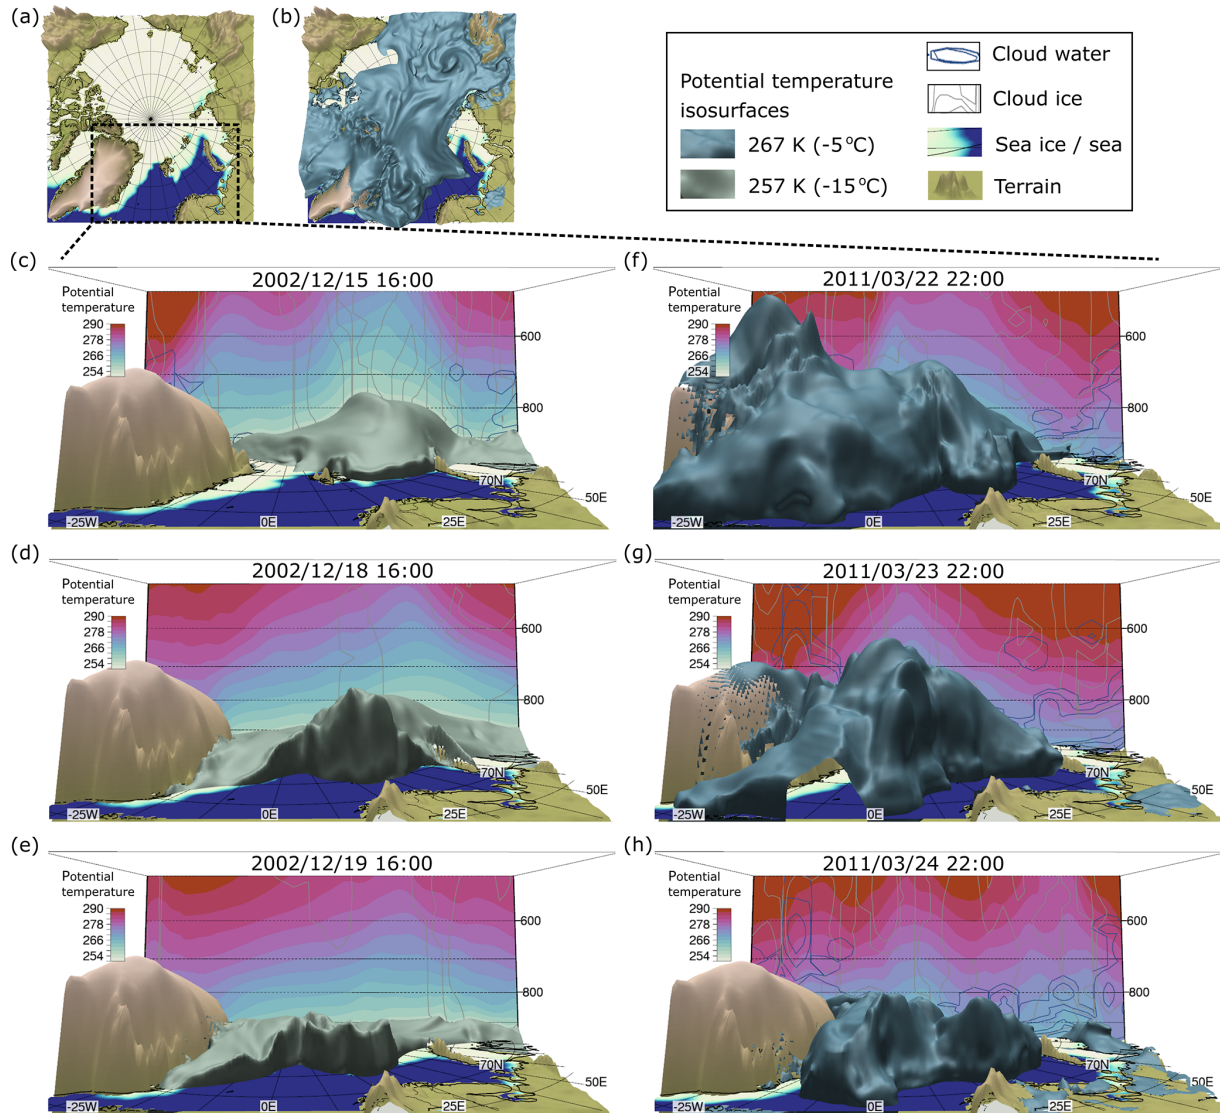 (a)
(b)
Potential temperature
isosurfaces
267 K (-5°C)
257 K (-15°C)
Cloud water
Cloud ice
Sea ice / sea
Terrain
(c)
2002/12/15 16:00
Potential
temperature
290
278
266
254
600
800
70N
50E
-25W
0E
25E
(f)
2011/03/22 22:00
Potential
temperature
290
278
266
254
600
800
70N
50E
-25W
0E
25E
(d)
2002/12/18 16:00
Potential
temperature
290
278
266
254
600
800
70N
50E
-25W
0E
25E
(g)
2011/03/23 22:00
Potential
temperature
290
278
266
254
600
800
70N
50E
-25W
0E
25E
(e)
2002/12/19 16:00
Potential
temperature
290
278
266
254
600
800
70N
50E
-25W
0E
25E
(h)
2011/03/24 22:00
Potential
temperature
290
278
266
254
600
800
70N
50E
-25W
0E
25E